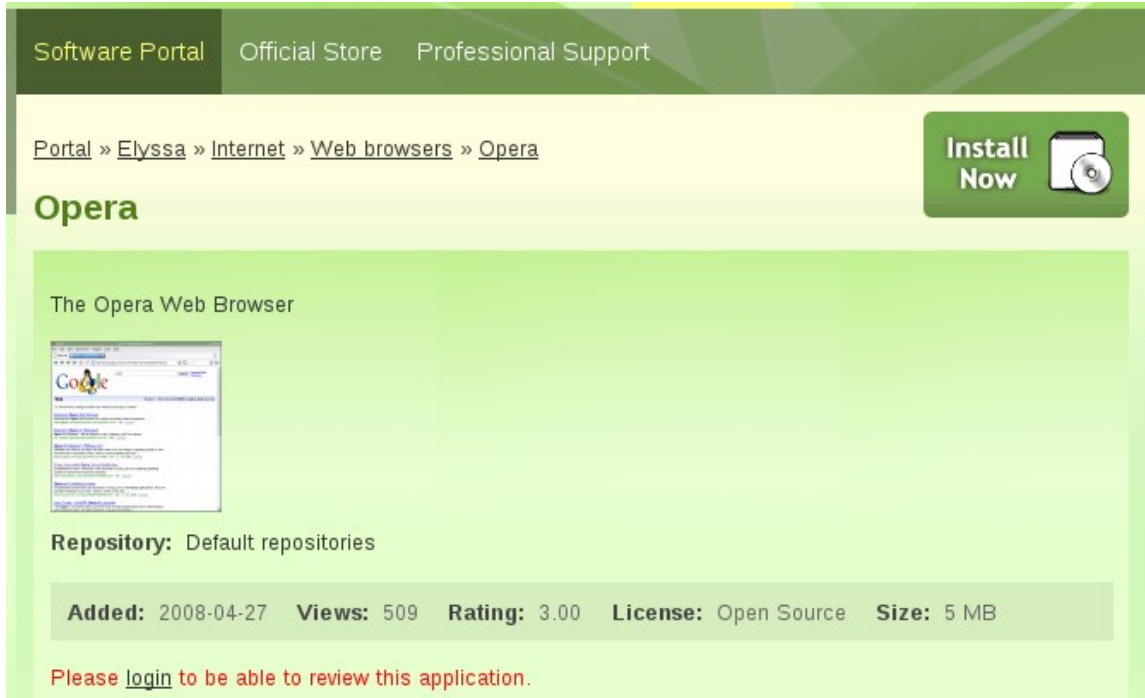 Software Portal Official Store Professional Support
Portal » Elyssa » Internet » Web browsers » Opera
Install
Now
Opera
The Opera Web Browser
Google
Repository: Default repositories
Added: 2008-04-27 Views: 509 Rating: 3.00 License: Open Source Size: 5 MB
Please login to be able to review this application.